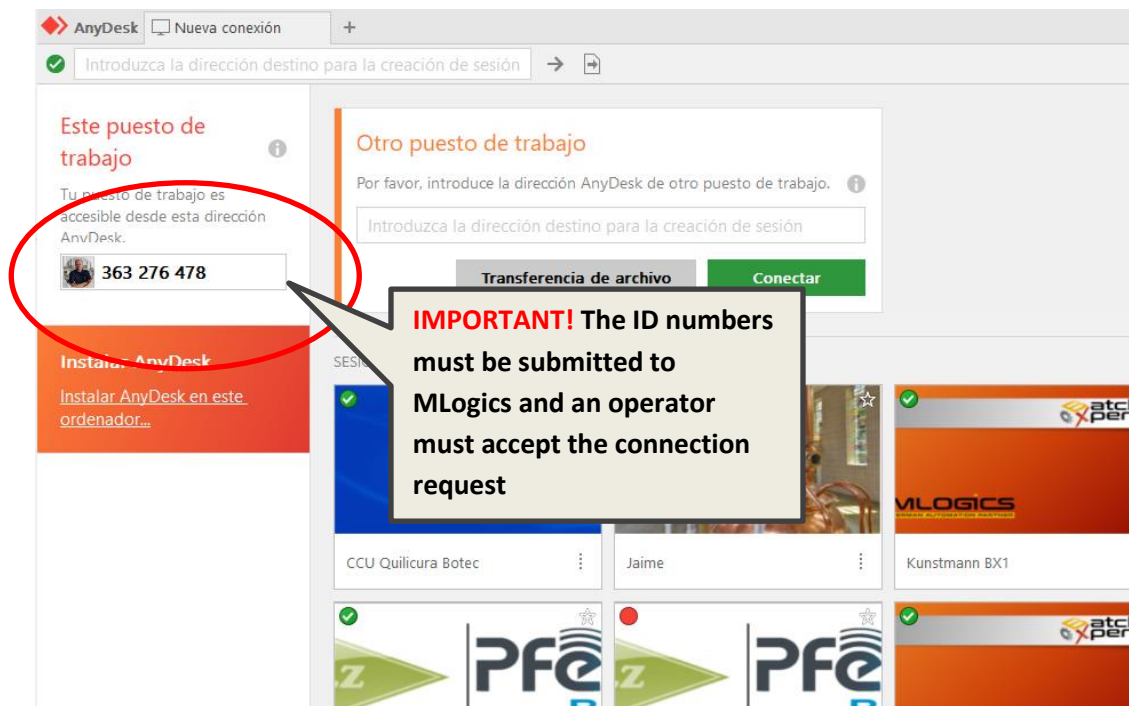 AnyDesk Nueva conexión +
Introduzca la dirección destino para la creación de sesión
Este puesto de
trabajo
Tu puesto de trabajo es
accesible desde esta dirección
AnyDesk.
363 276 478
Instalar AnyDesk
Instalar AnyDesk en este
ordenador...
Otro puesto de trabajo
Por favor, introduce la dirección AnyDesk de otro puesto de trabajo.
Introduzca la dirección destino para la creación de sesión
Transferencia de archivo Conectar
IMPORTANT! The ID numbers
must be submitted to
MLogics and an operator
must accept the connection
request
MLOGICS
CCU Quilicura Botec
Jaime
Kunstmann BX1